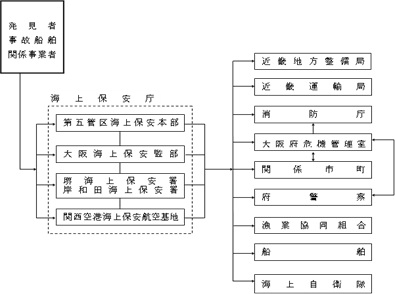 発見者
事故船舶
関係事業者
海上保安庁
第五管区海上保安本部
大阪海上保安監部
堺海上保安署
岸和田海上保安署
関西空港海上保安航空基地
近畿地方整備局
近畿運輸局
消防庁
大阪府危機管理室
関係市町
府警察
漁業協同組合
船舶
海上自衛隊